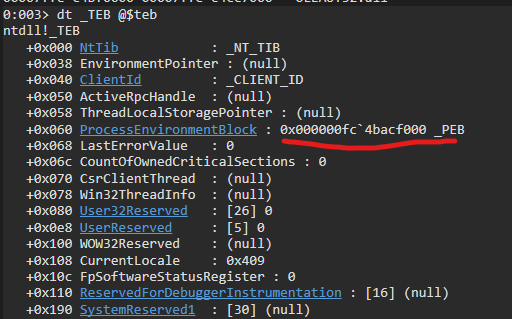 0:003> dt _TEB @$teb
ntdll!_TEB
+0x000 NtTib : _NT_TIB
+0x038 EnvironmentPointer : (null)
+0x040 ClientId : _CLIENT_ID
+0x050 ActiveRpcHandle : (null)
+0x058 ThreadLocalStoragePointer : (null)
+0x060 ProcessEnvironmentBlock : 0x000000fc`4bacf000 _PEB
+0x068 LastErrorValue : 0
+0x06c CountOfOwnedCriticalSections : 0
+0x070 CsrClientThread : (null)
+0x078 Win32ThreadInfo : (null)
+0x080 User32Reserved : [26] 0
+0x0e8 UserReserved : [5] 0
+0x100 WOW32Reserved : (null)
+0x108 CurrentLocale : 0x409
+0x10c FpSoftwareStatusRegister : 0
+0x110 ReservedForDebuggerInstrumentation : [16] (null)
+0x190 SystemReserved1 : [30] (null)